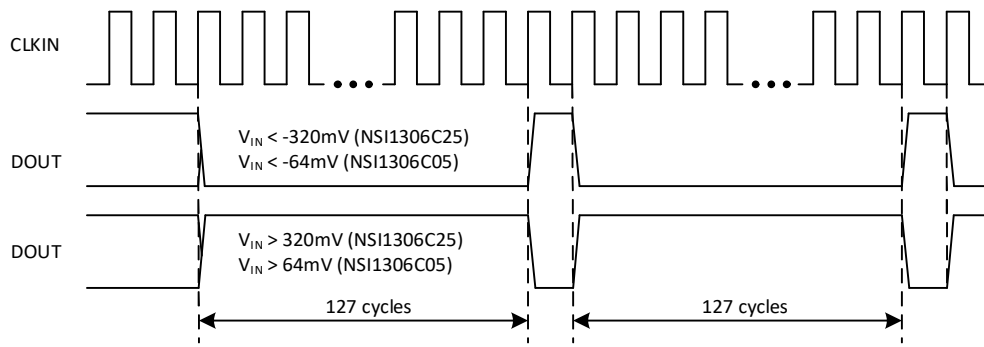 CLKIN
V_IN < -320mV (NSI1306C25)
DOUT
V_IN < -64mV (NSI1306C05)
V_IN > 320mV (NSI1306C25)
DOUT
V_IN > 64mV (NSI1306C05)
127 cycles
127 cycles